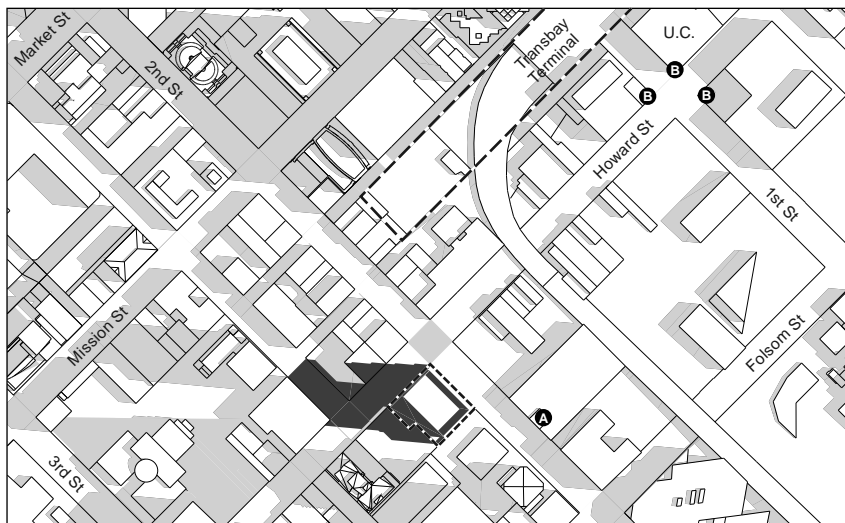 Market St
2nd St
Transbay
Terminal
U.C.
B
B
B
Howard St
1st St
Mission St
Folsom St
A
3rd St